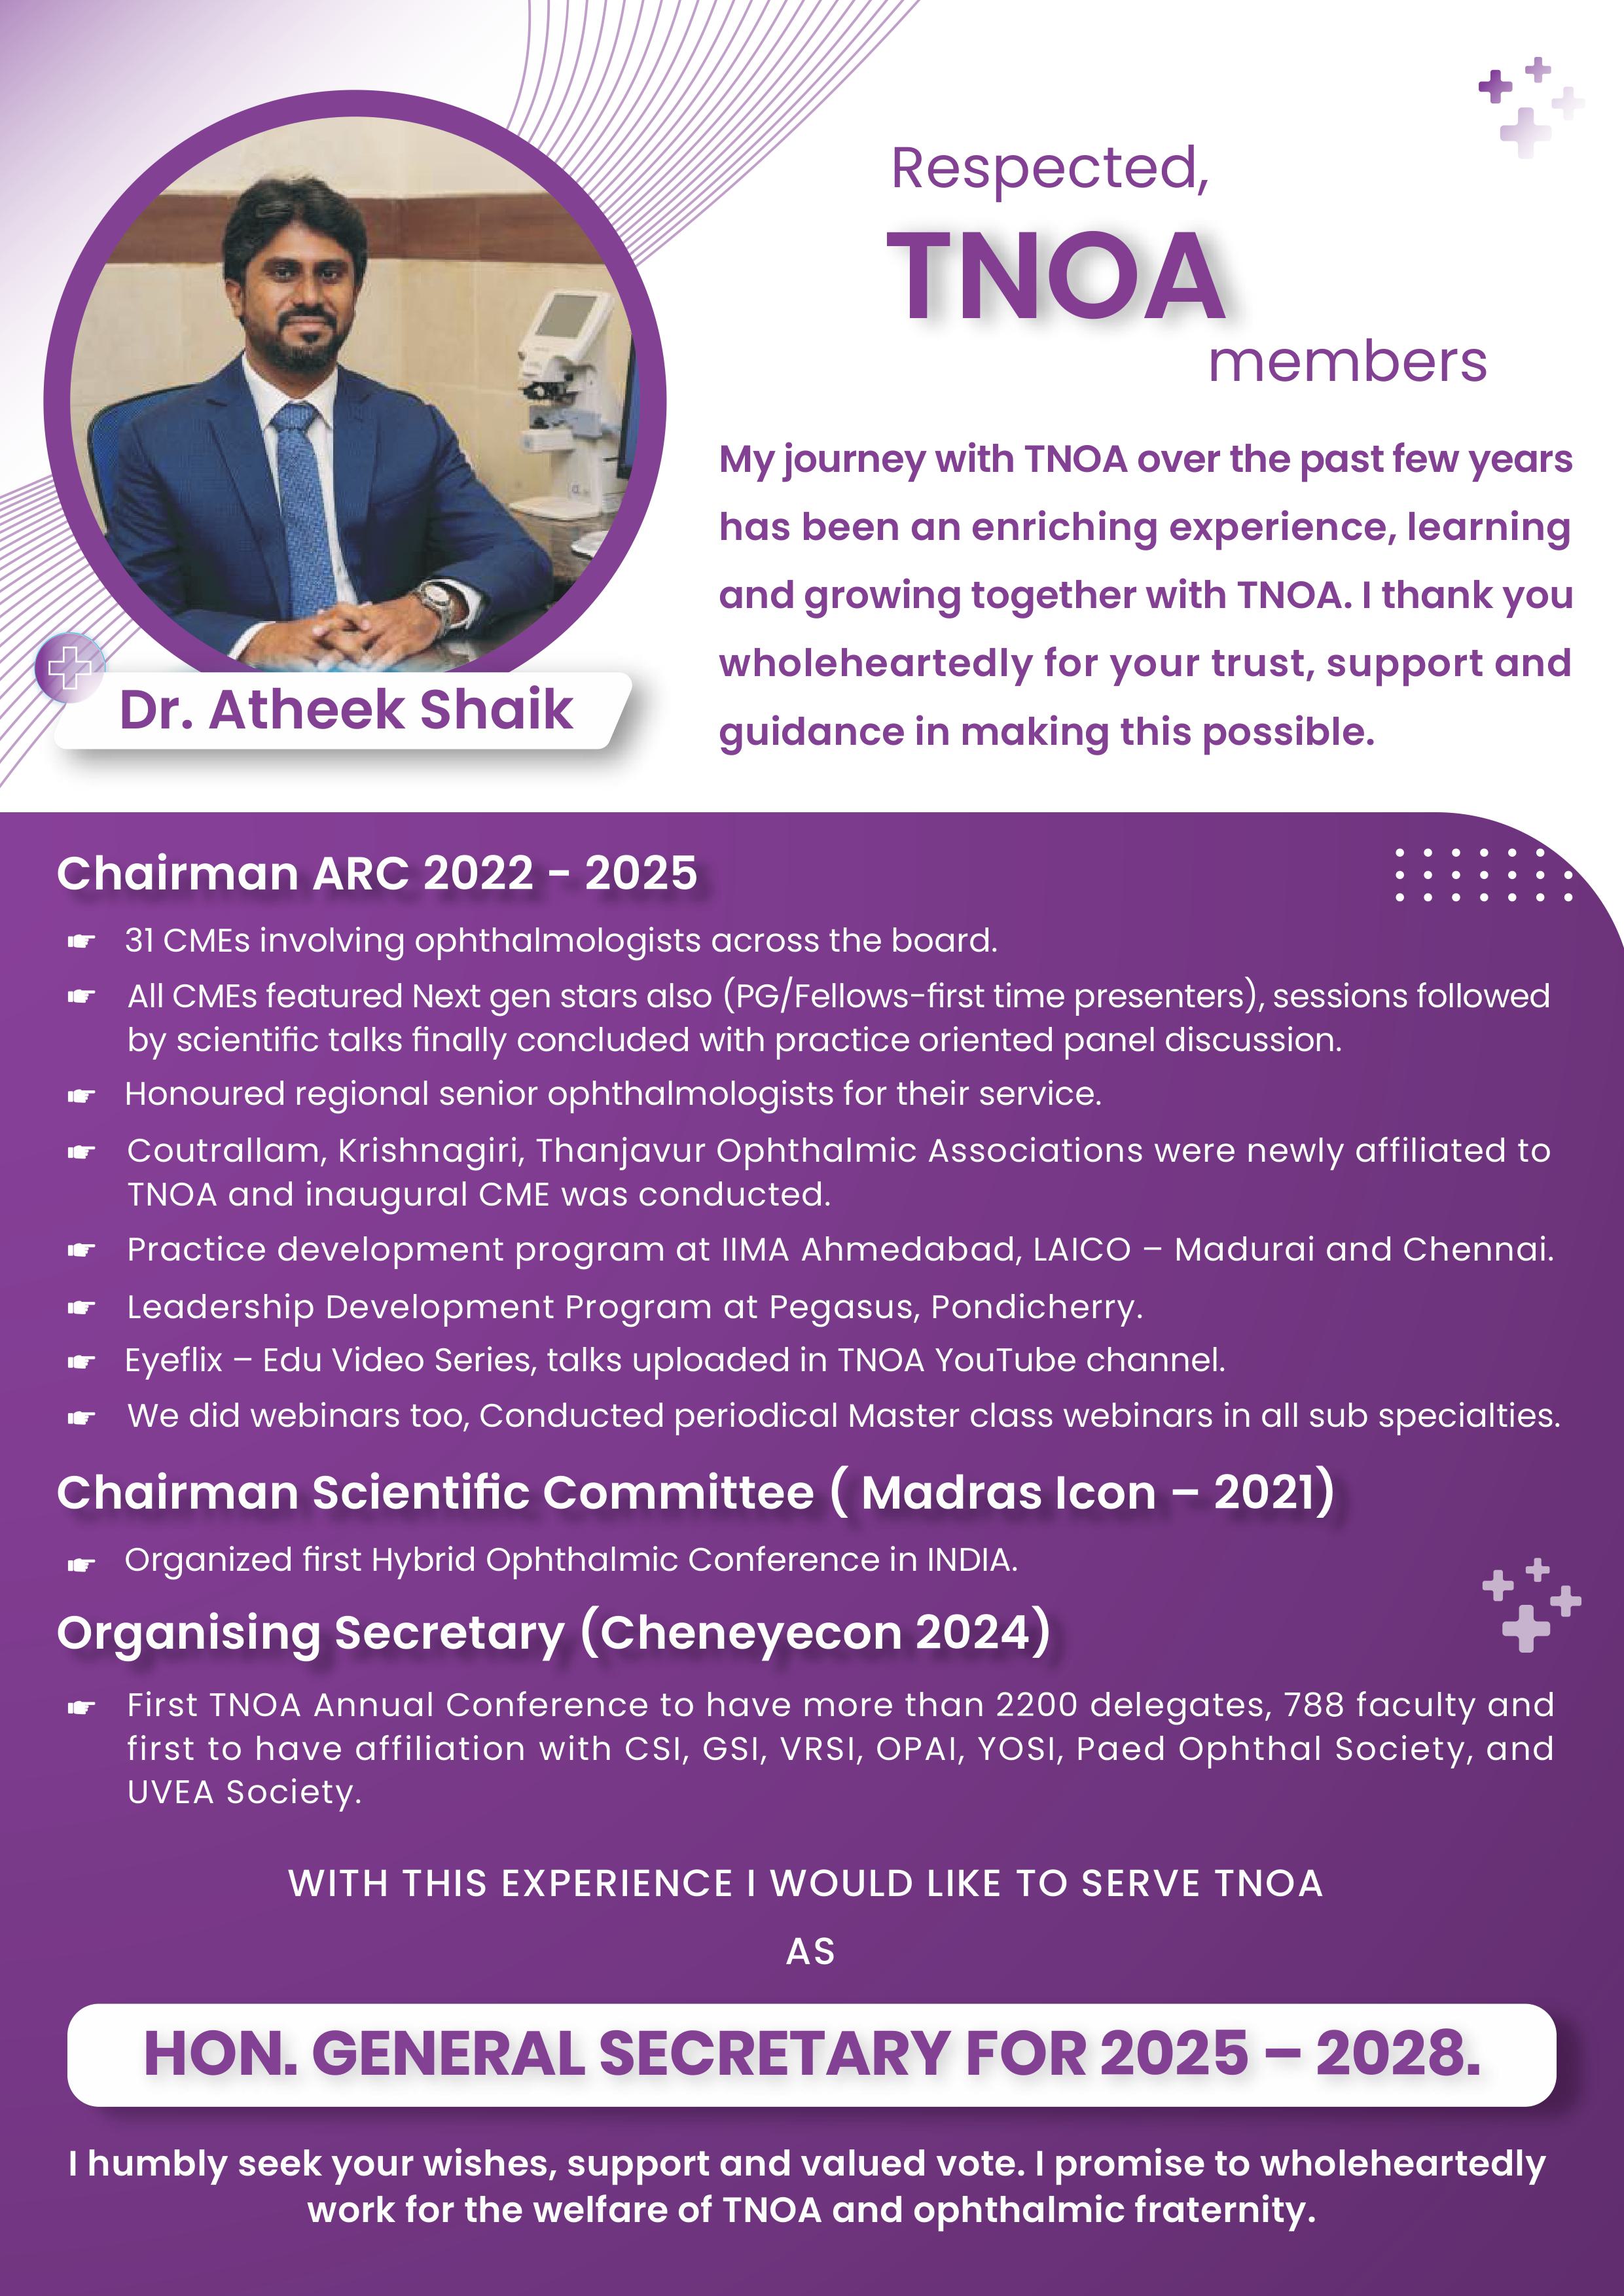 Respected,
TNOA
members
My journey with TNOA over the past few years
has been an enriching experience, learning
and growing together with TNOA. I thank you
wholeheartedly for your trust, support and
guidance in making this possible.
Dr. Atheek Shaik
Chairman ARC 2022 - 2025
31 CMEs involving ophthalmologists across the board.
All CMEs featured Next gen stars also (PG/Fellows-first time presenters), sessions followed
by scientific talks finally concluded with practice oriented panel discussion.
Honoured regional senior ophthalmologists for their service.
Coutrallam, Krishnagiri, Thanjavur Ophthalmic Associations were newly affiliated to
TNOA and inaugural CME was conducted.
Practice development program at IIMA Ahmedabad, LAICO – Madurai and Chennai.
Leadership Development Program at Pegasus, Pondicherry.
Eyeflix – Edu Video Series, talks uploaded in TNOA YouTube channel.
We did webinars too, Conducted periodical Master class webinars in all sub specialties.
Chairman Scientific Committee ( Madras Icon – 2021)
Organized first Hybrid Ophthalmic Conference in INDIA.
Organising Secretary (Cheneyecon 2024)
First TNOA Annual Conference to have more than 2200 delegates, 788 faculty and
first to have affiliation with CSI, GSI, VRSI, OPAI, YOSI, Paed Ophthal Society, and
UVEA Society.
WITH THIS EXPERIENCE I WOULD LIKE TO SERVE TNOA
AS
HON. GENERAL SECRETARY FOR 2025 – 2028.
I humbly seek your wishes, support and valued vote. I promise to wholeheartedly
work for the welfare of TNOA and ophthalmic fraternity.